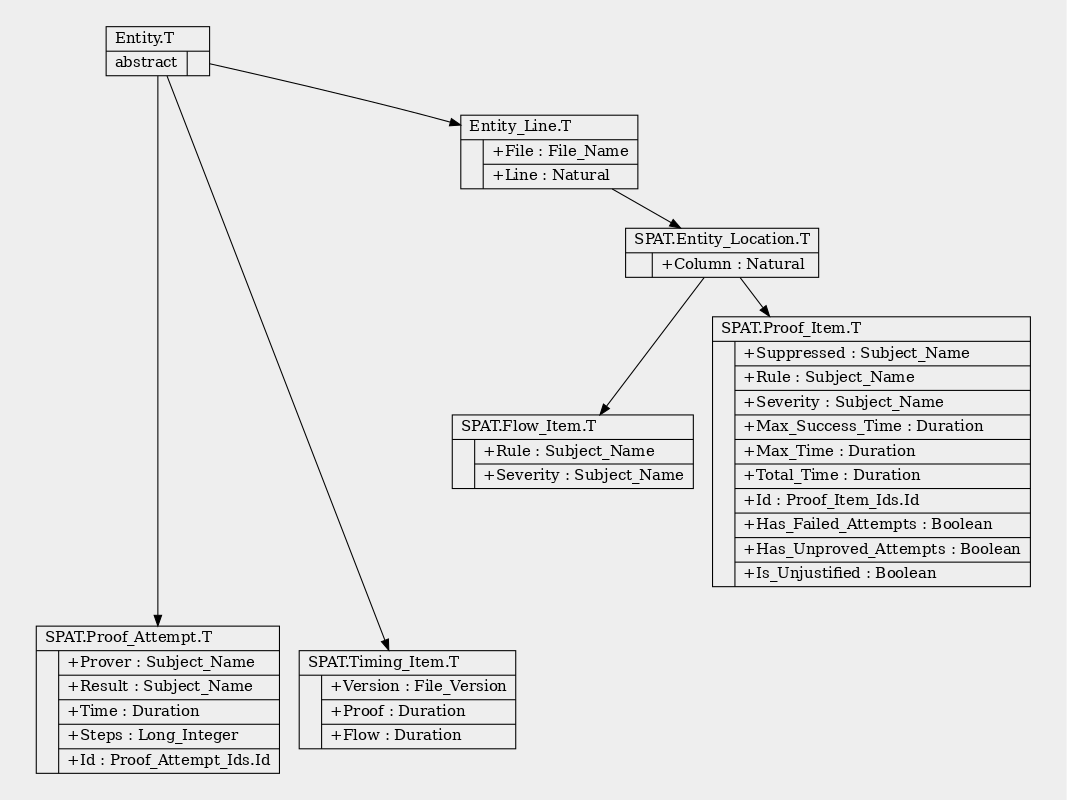 Entity.T
abstract
Entity_Line.T
+File : File_Name
+Line : Natural
SPAT.Entity_Location.T
+Column : Natural
SPAT.Proof_Item.T
+Suppressed : Subject_Name
+Rule : Subject_Name
+Severity : Subject_Name
+Max_Success_Time : Duration
+Max_Time : Duration
+Total_Time : Duration
+Id : Proof_Item_Ids.Id
+Has_Failed_Attempts : Boolean
+Has_Unproved_Attempts : Boolean
+Is_Unjustified : Boolean
SPAT.Flow_Item.T
+Rule : Subject_Name
+Severity : Subject_Name
SPAT.Proof_Attempt.T
+Prover : Subject_Name
+Result : Subject_Name
+Time : Duration
+Steps : Long_Integer
+Id : Proof_Attempt_Ids.Id
SPAT.Timing_Item.T
+Version : File_Version
+Proof : Duration
+Flow : Duration